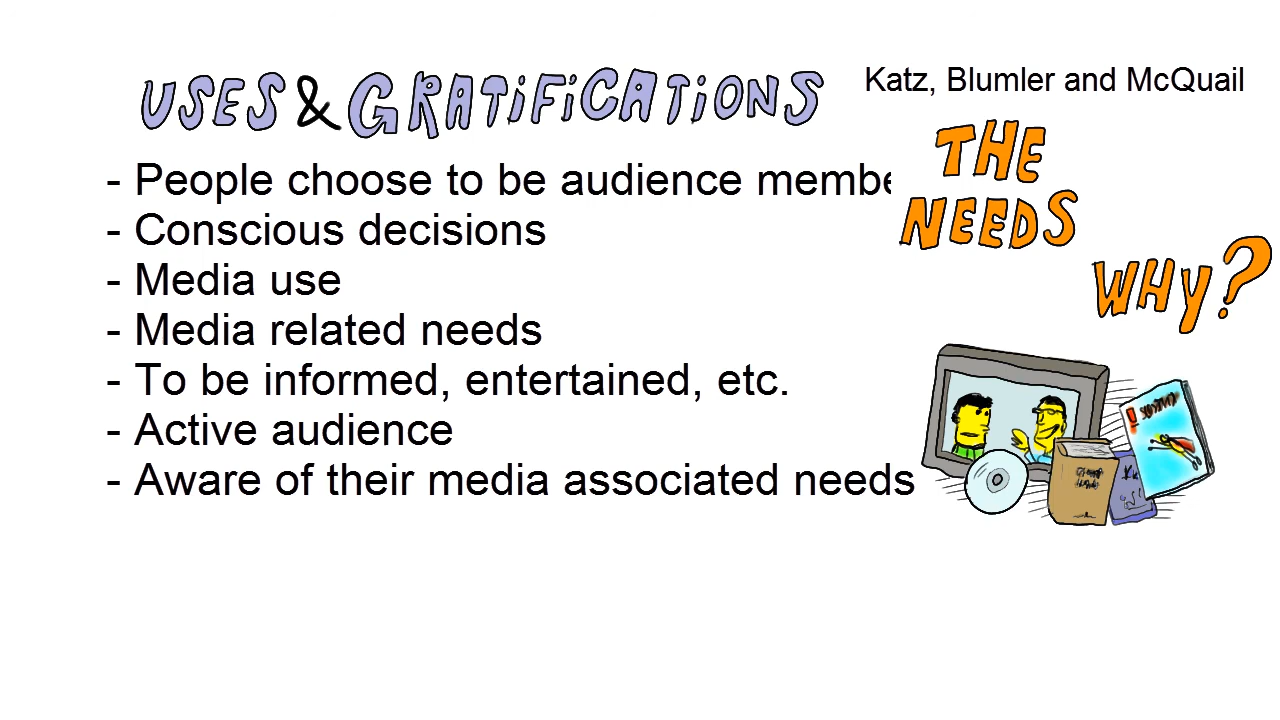 USES & GRATIFICATIONS
Katz, Blumler and McQuail
- People choose to be audience membe
- Conscious decisions
- Media use
- Media related needs
- To be informed, entertained, etc.
- Active audience
- Aware of their media associated needs
THE
NEEDS
WHY?